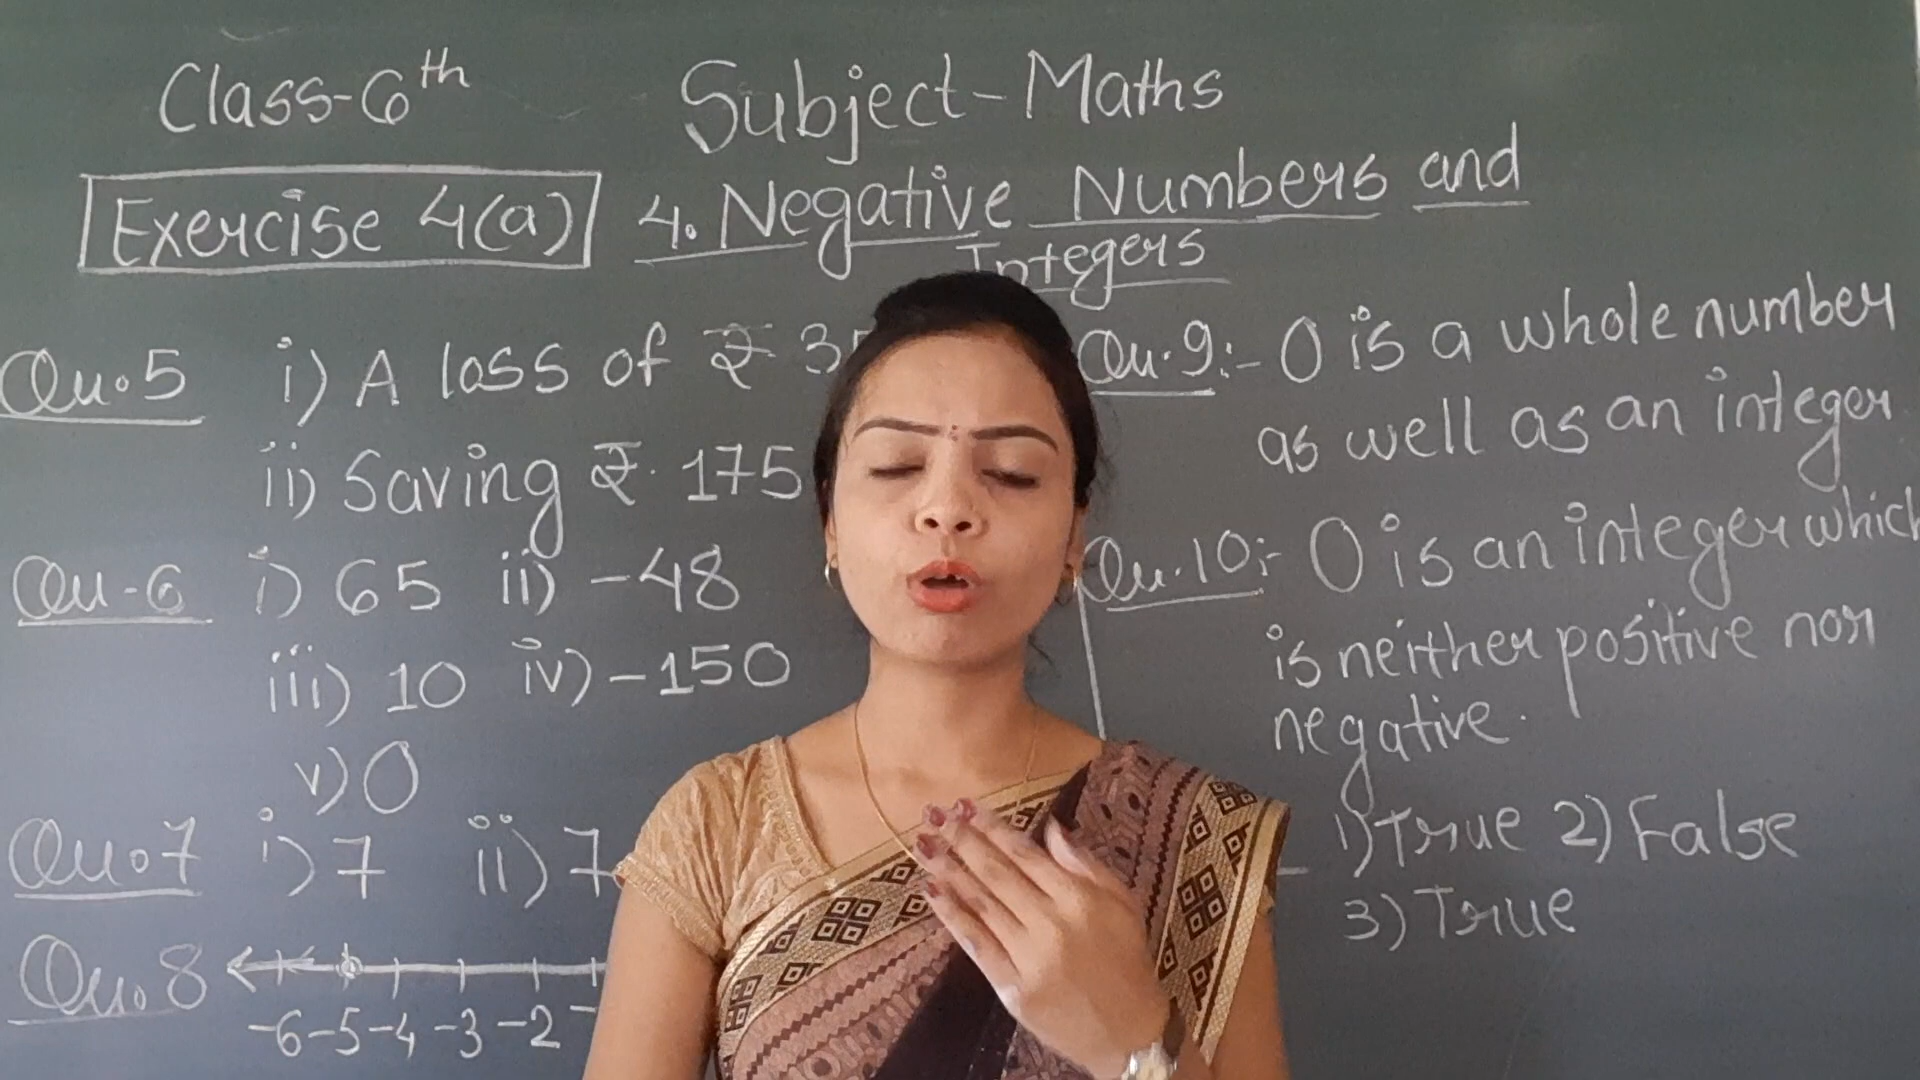 Class-6th Subject-Maths
Exercise 4(a) 4. Negative Numbers and
Integers
Qu.5 i) A loss of ₹ 35
ii) Saving ₹. 175
Qu-6 i) 65 ii) -48
iii) 10 iv) -150
v) 0
Qu.7 i) 7 ii) 7
Qu.8
-6 -5 -4 -3 -2
Qu.9:- 0 is a whole number
as well as an integer
Qu.10:- 0 is an integer which
is neither positive nor
negative.
1) True 2) False
3) True